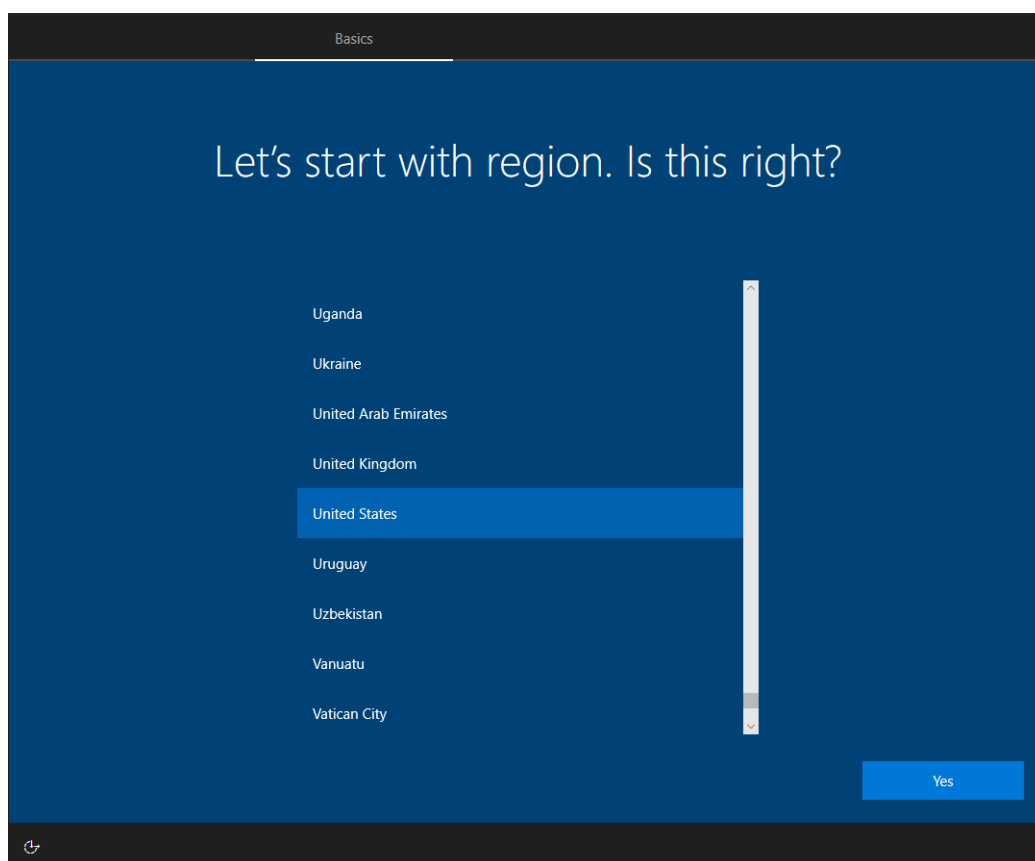 Basics
Let's start with region. Is this right?
Uganda
Ukraine
United Arab Emirates
United Kingdom
United States
Uruguay
Uzbekistan
Vanuatu
Vatican City
Yes